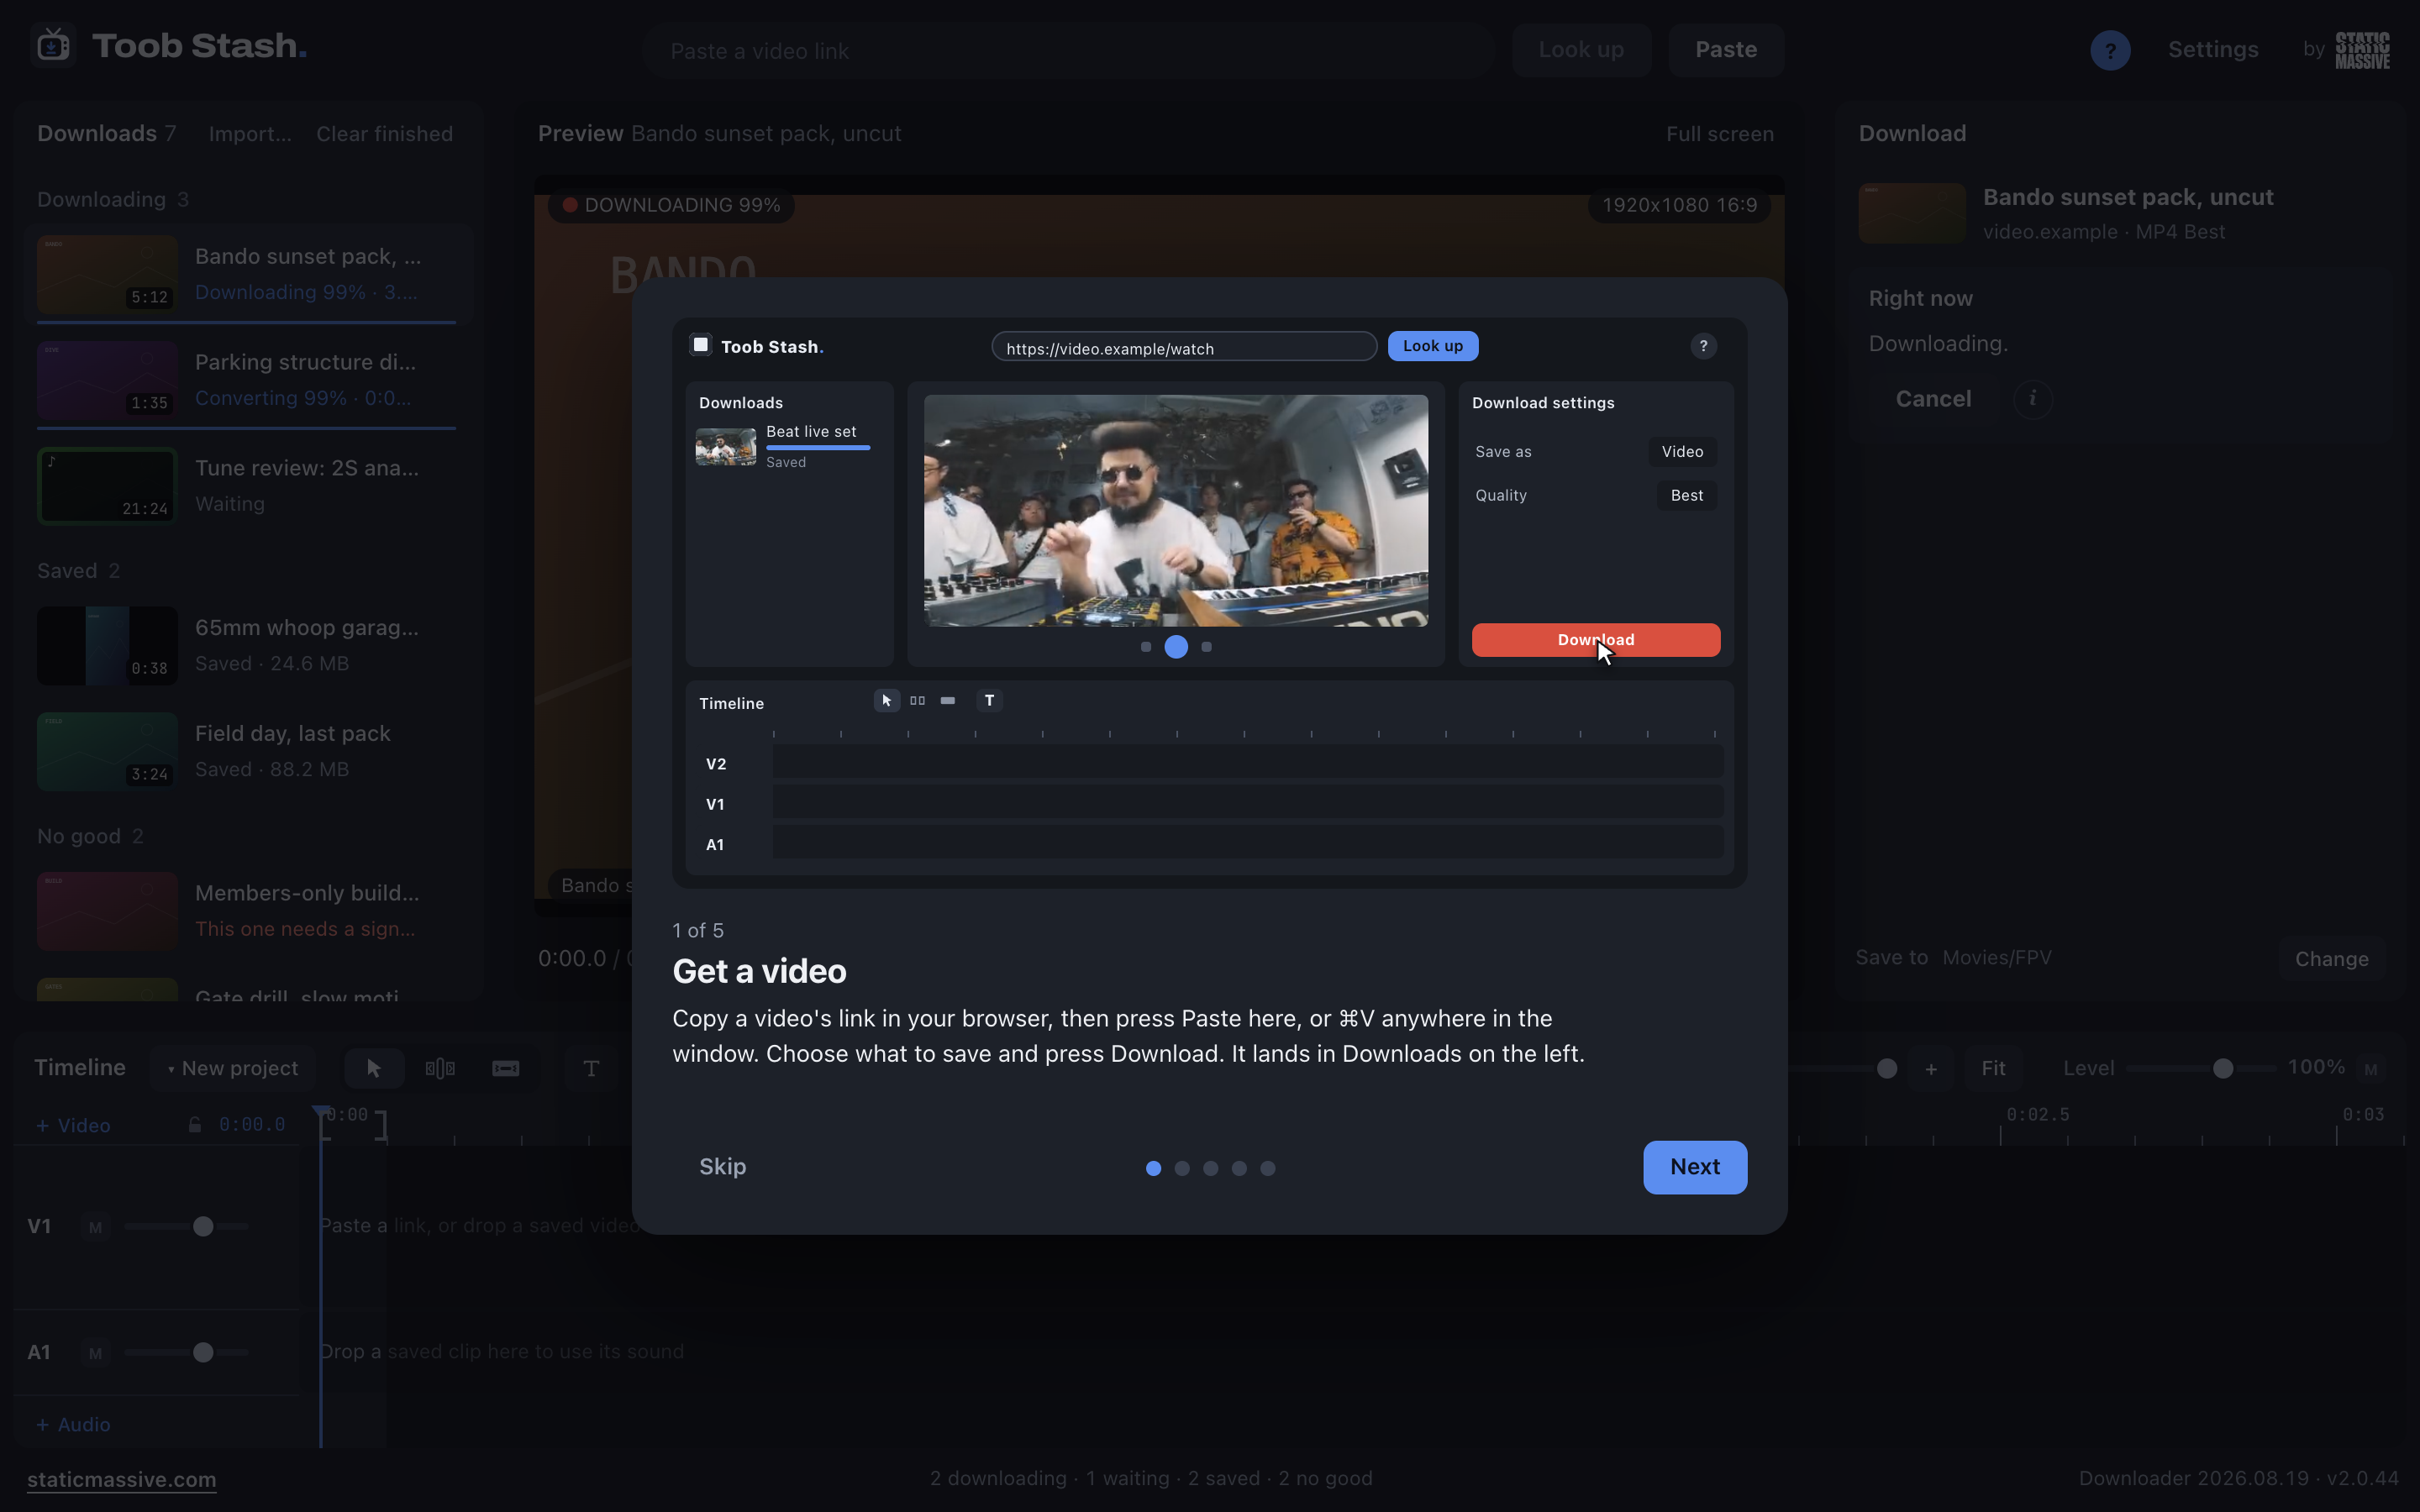 Toob Stash.
Paste a video link
Look up
Paste
?
Settings
by STATIC MASSIVE
Downloads 7
Import...
Clear finished
Downloading 3
5:12
Bando sunset pack, ...
Downloading 99% · 3....
1:35
Parking structure di...
Converting 99% · 0:0...
21:24
Tune review: 2S ana...
Waiting
Saved 2
0:38
65mm whoop garag...
Saved · 24.6 MB
3:24
Field day, last pack
Saved · 88.2 MB
No good 2
Members-only build...
This one needs a sign...
Gate drill, slow moti
Preview Bando sunset pack, uncut
Full screen
DOWNLOADING 99%
1920x1080 16:9
BANDO
Bando s
0:00.0 /
Download
Bando sunset pack, uncut
video.example · MP4 Best
Right now
Downloading.
Cancel
i
Save to Movies/FPV
Change
Toob Stash.
https://video.example/watch
Look up
?
Downloads
Beat live set
Saved
Download settings
Save as
Video
Quality
Best
Download
Timeline
T
V2
V1
A1
1 of 5
Get a video
Copy a video's link in your browser, then press Paste here, or ⌘V anywhere in the
window. Choose what to save and press Download. It lands in Downloads on the left.
Skip
Next
Timeline
New project
T
+
Fit
Level
100%
M
+ Video
0:00.0
0:00
0:02.5
0:03
V1
M
Paste a link, or drop a saved video
A1
M
Drop a saved clip here to use its sound
+ Audio
staticmassive.com
2 downloading · 1 waiting · 2 saved · 2 no good
Downloader 2026.08.19 · v2.0.44